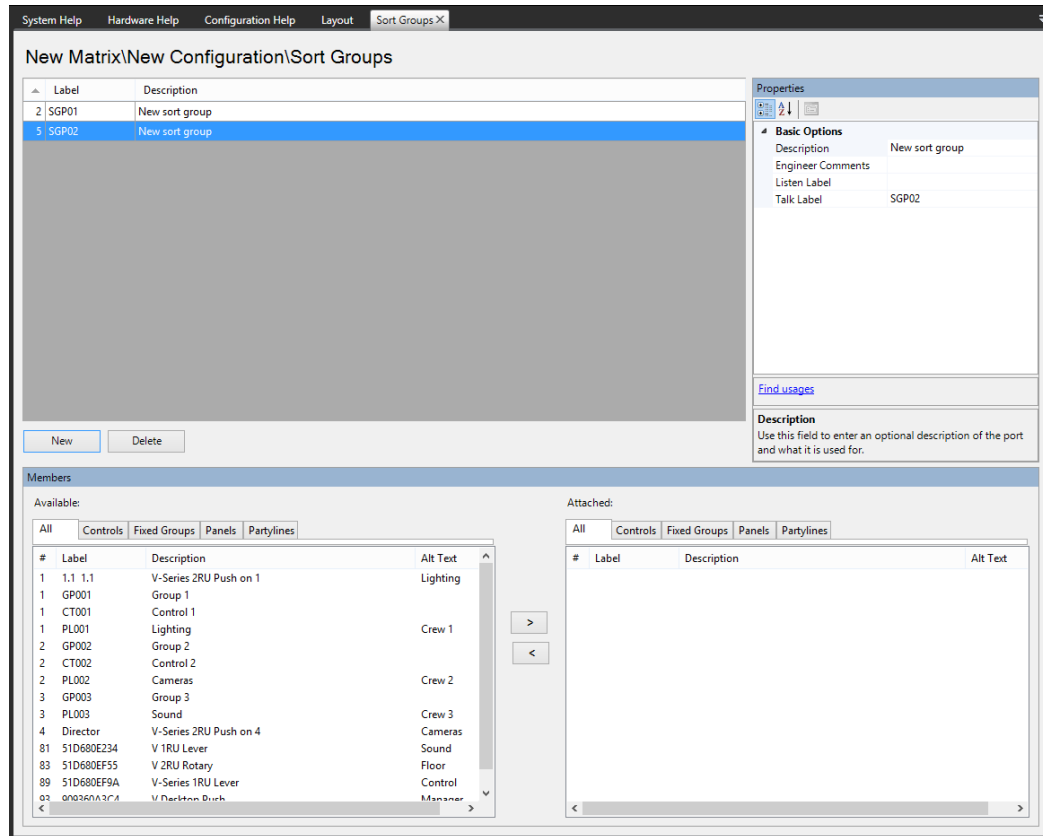 System Help Hardware Help Configuration Help Layout Sort Groups X
New Matrix\New Configuration\Sort Groups
Label Description
2 SGP01 New sort group
5 SGP02 New sort group
Properties
Basic Options
Description New sort group
Engineer Comments
Listen Label
Talk Label SGP02
Find usages
Description
Use this field to enter an optional description of the port
and what it is used for.
New Delete
Members
Available:
All Controls Fixed Groups Panels Partylines
# Label Description Alt Text
1 1.1 1.1 V-Series 2RU Push on 1 Lighting
1 GP001 Group 1
1 CT001 Control 1
1 PL001 Lighting Crew 1
2 GP002 Group 2
2 CT002 Control 2
2 PL002 Cameras Crew 2
3 GP003 Group 3
3 PL003 Sound Crew 3
4 Director V-Series 2RU Push on 4 Cameras
81 51D680E234 V 1RU Lever Sound
83 51D680EF55 V 2RU Rotary Floor
89 51D680EF9A V-Series 1RU Lever Control
93 909360A3C4 V Desktop Push Manager
>
<
Attached:
All Controls Fixed Groups Panels Partylines
# Label Description Alt Text